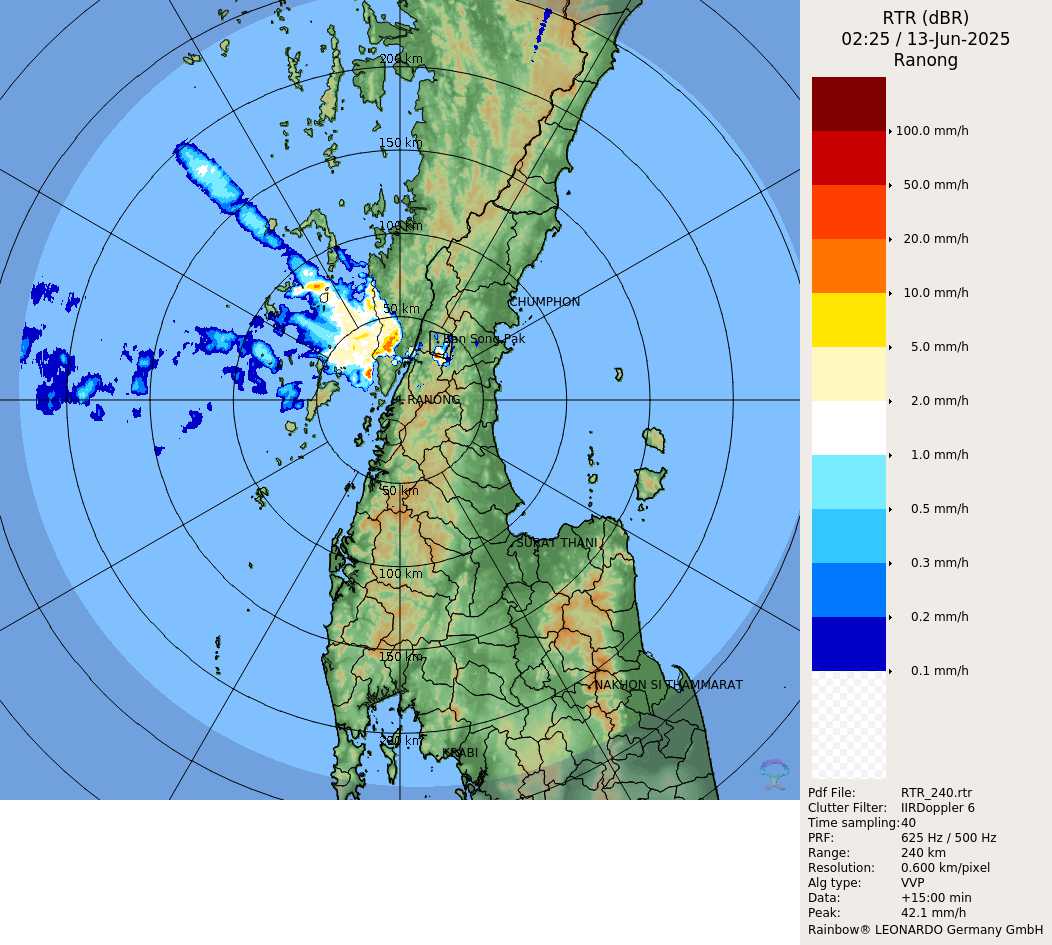 RTR (dBR)
02:25 / 13-Jun-2025
Ranong
100.0 mm/h
50.0 mm/h
20.0 mm/h
10.0 mm/h
5.0 mm/h
2.0 mm/h
1.0 mm/h
0.5 mm/h
0.3 mm/h
0.2 mm/h
0.1 mm/h
200 km
150 km
100 km
50 km
CHUMPHON
Ban Song Pak
RANONG
50 km
SURAT THANI
100 km
150 km
NAKHON SI THAMMARAT
200 km
KRABI
Pdf File: RTR_240.rtr
Clutter Filter: IIRDoppler 6
Time sampling: 40
PRF: 625 Hz / 500 Hz
Range: 240 km
Resolution: 0.600 km/pixel
Alg type: VVP
Data: +15:00 min
Peak: 42.1 mm/h
Rainbow® LEONARDO Germany GmbH